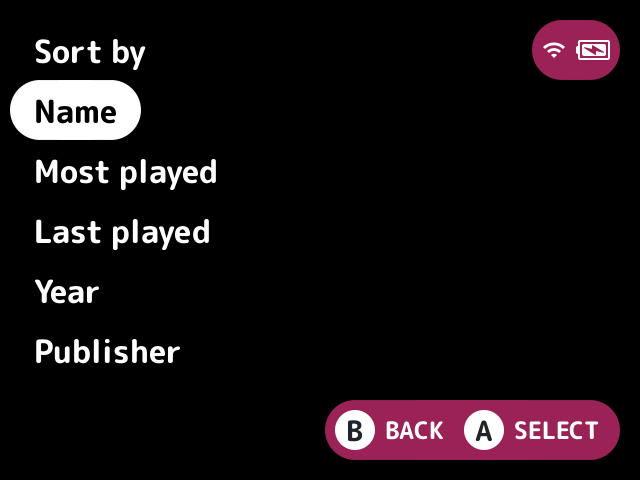 Sort by
Name
Most played
Last played
Year
Publisher
B BACK A SELECT